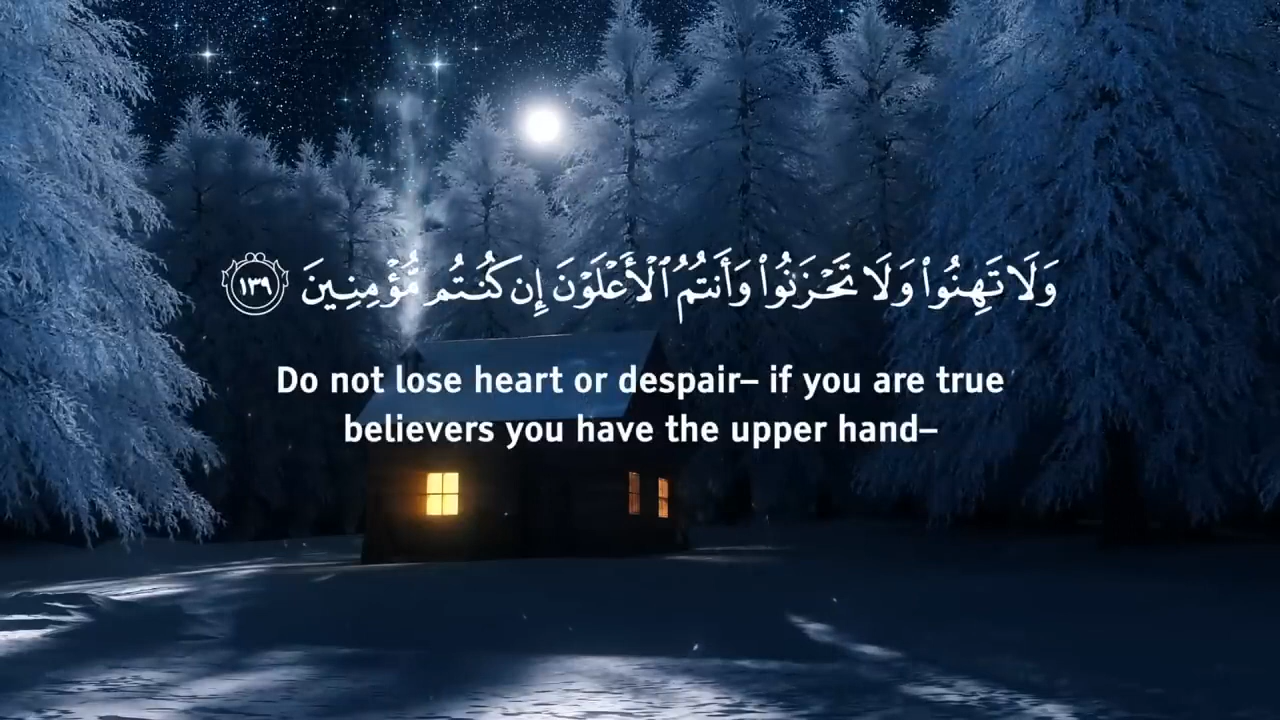 وَلَا تَهِنُوا۟ وَلَا تَحْزَنُوا۟ وَأَنتُمُ ٱلْأَعْلَوْنَ إِن كُنتُم مُّؤْمِنِينَ ١٣٩
Do not lose heart or despair– if you are true
believers you have the upper hand–